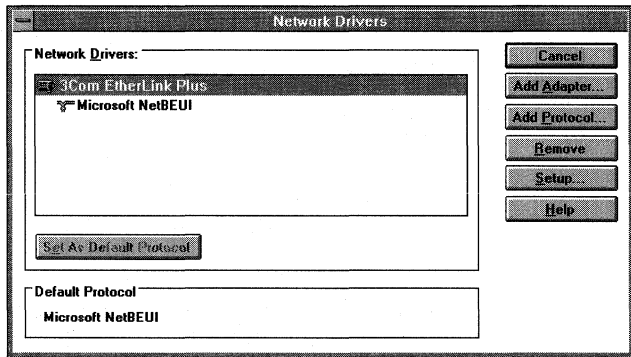 Network Drivers
Network Drivers:
3Com EtherLink Plus
Microsoft NetBEUI
Set As Default Protocol
Default Protocol
Microsoft NetBEUI
Cancel
Add Adapter...
Add Protocol...
Remove
Setup...
Help